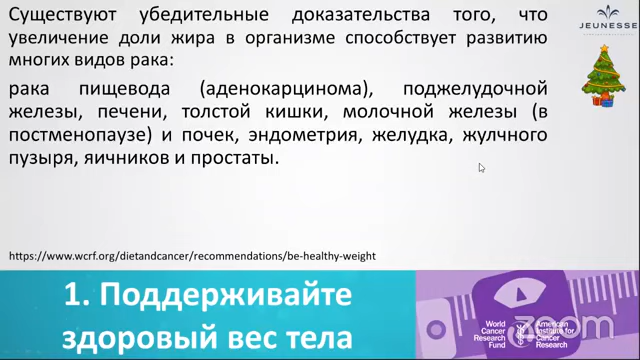 Существуют убедительные доказательства того, что
увеличение доли жира в организме способствует развитию
многих видов рака:
рака пищевода (аденокарцинома), поджелудочной
железы, печени, толстой кишки, молочной железы (в
постменопаузе) и почек, эндометрия, желудка, жулчного
пузыря, яичников и простаты.
JEUNESSE
https://www.wcrf.org/dietandcancer/recommendations/be-healthy-weight
1. Поддерживайте
здоровый вес тела
World
Cancer
Research
Fund
American
Institute for
Cancer
Research
zoom